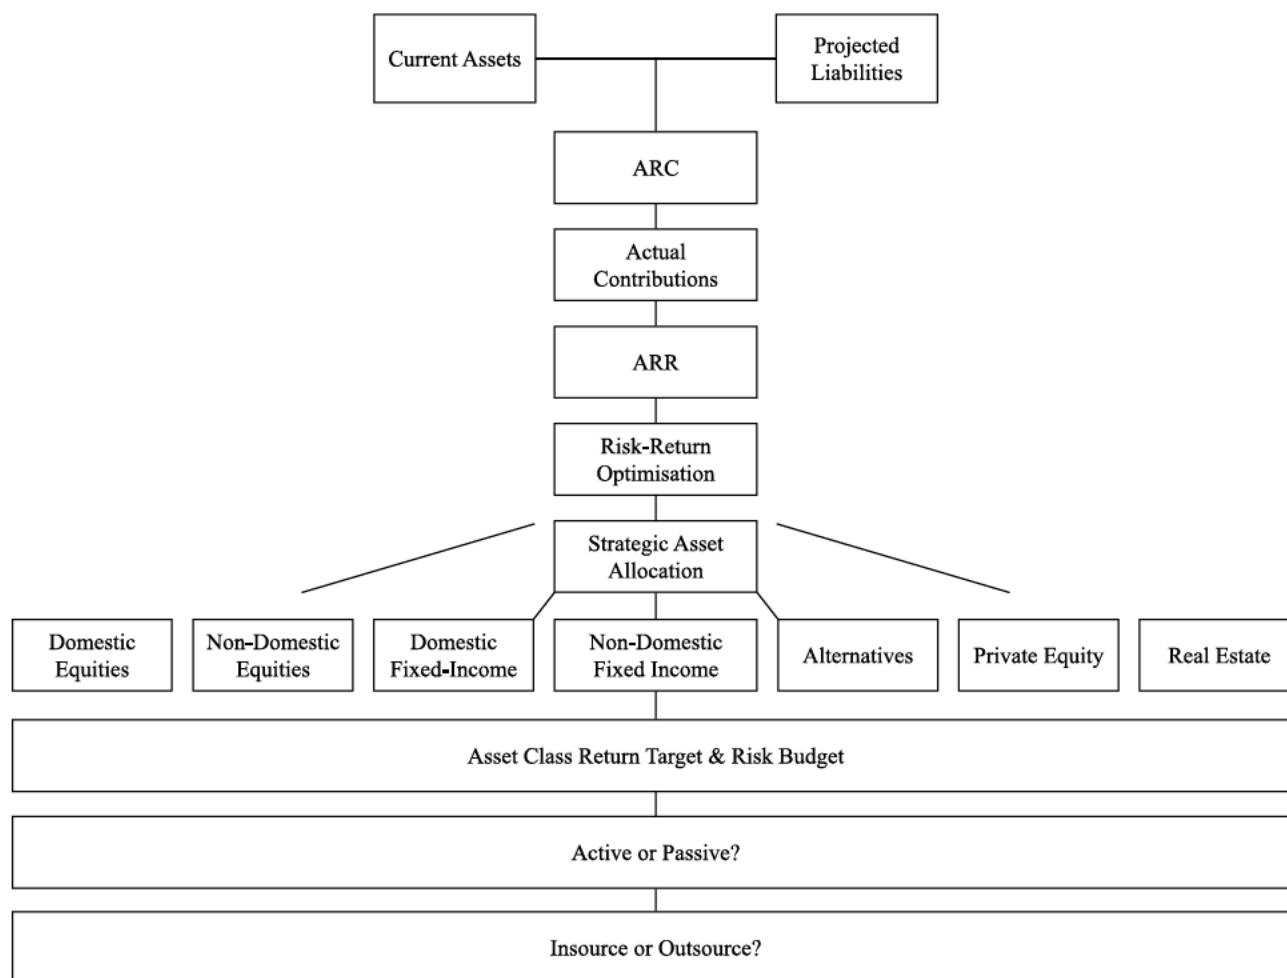 Current Assets
Projected
Liabilities
ARC
Actual
Contributions
ARR
Risk-Return
Optimisation
Strategic Asset
Allocation
Domestic
Equities
Non-Domestic
Equities
Domestic
Fixed-Income
Non-Domestic
Fixed Income
Alternatives
Private Equity
Real Estate
Asset Class Return Target & Risk Budget
Active or Passive?
Insource or Outsource?